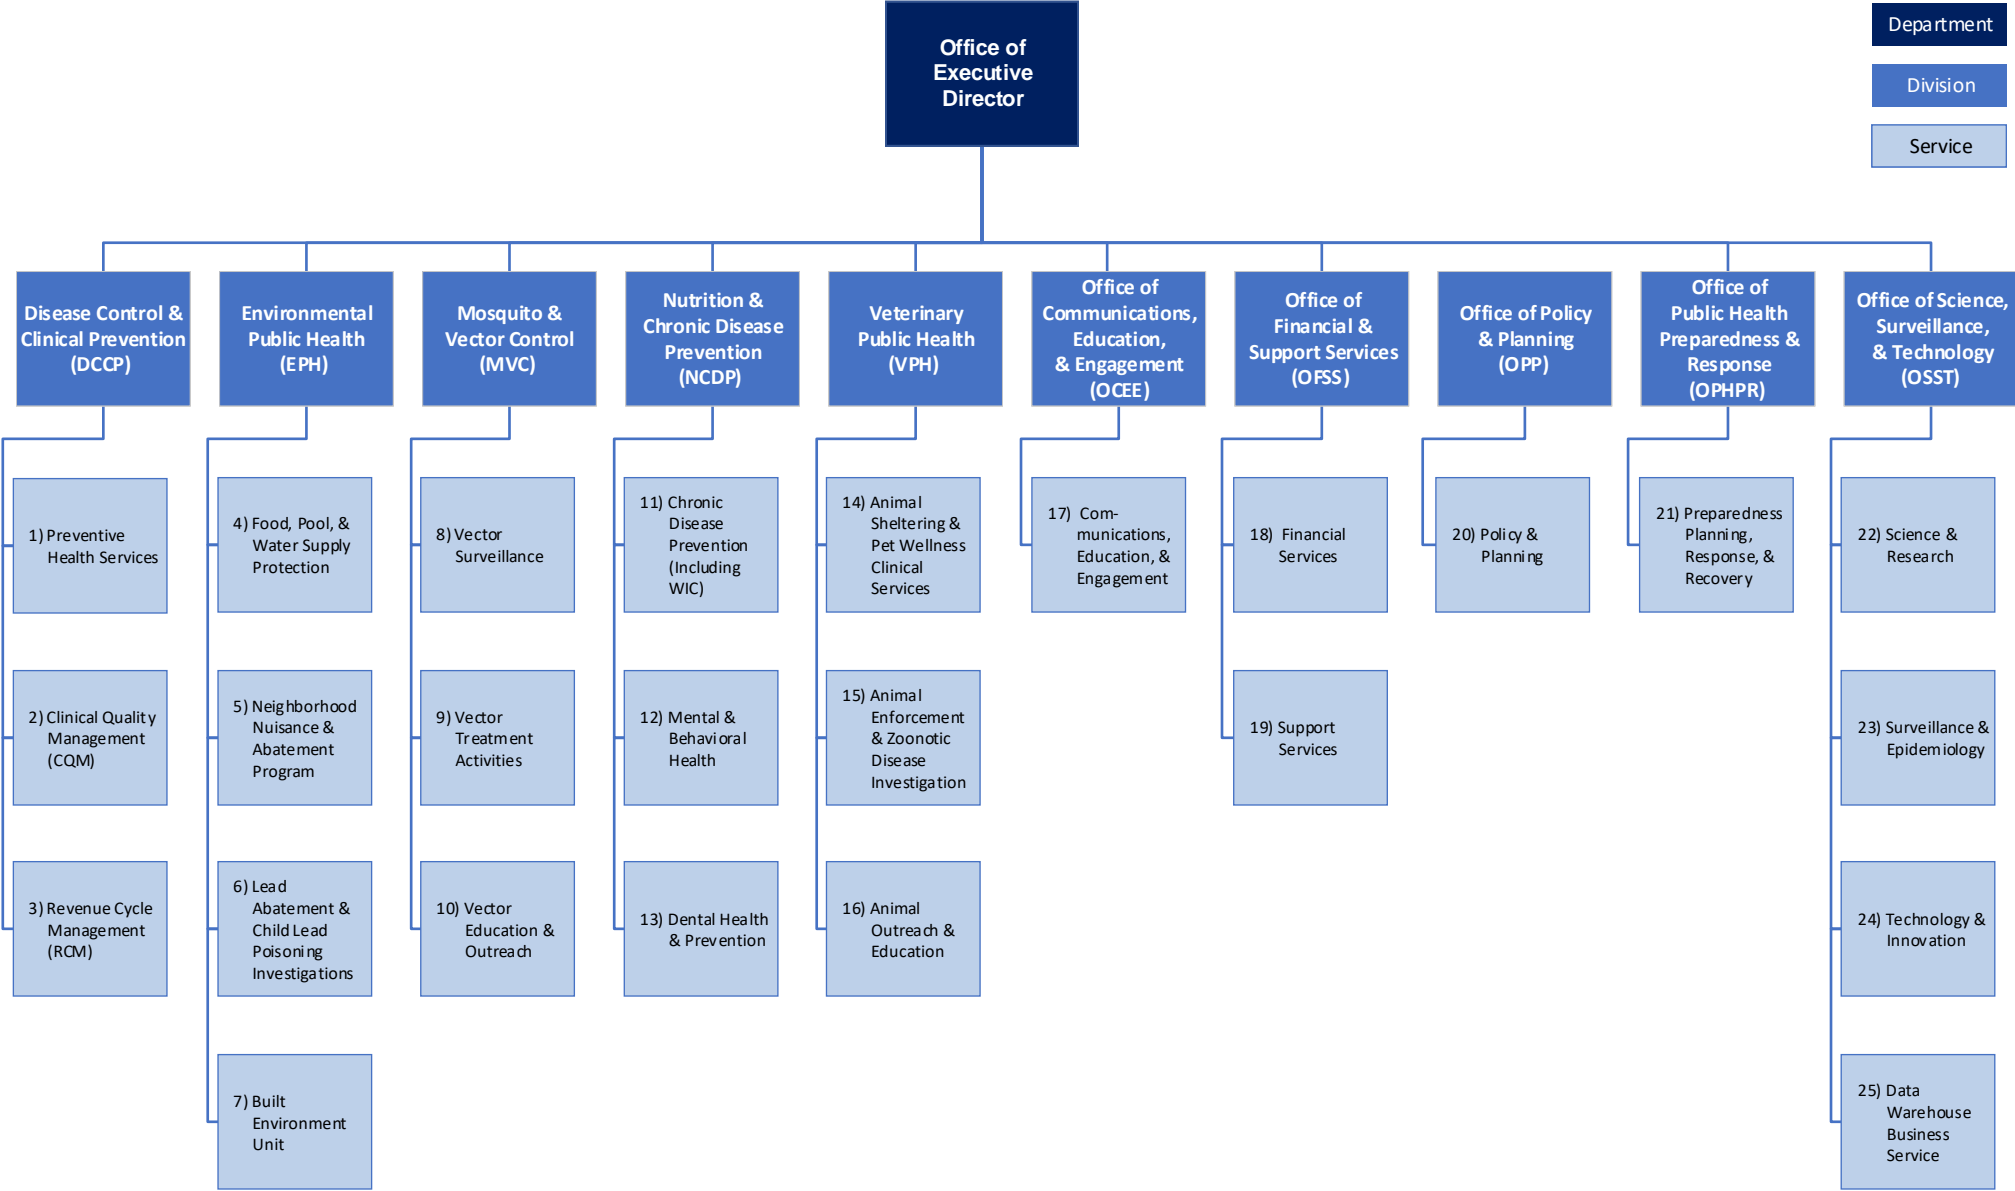 Office of
Executive
Director
Department
Division
Service
Disease Control &
Clinical Prevention
(DCCP)
Environmental
Public Health
(EPH)
Mosquito &
Vector Control
(MVC)
Nutrition &
Chronic Disease
Prevention
(NCDP)
Veterinary
Public Health
(VPH)
Office of
Communications,
Education,
& Engagement
(OCEE)
Office of
Financial &
Support Services
(OFSS)
Office of Policy
& Planning
(OPP)
Office of
Public Health
Preparedness &
Response
(OPHPR)
Office of Science,
Surveillance,
& Technology
(OSST)
1) Preventive
Health Services
2) Clinical Quality
Management
(CQM)
3) Revenue Cycle
Management
(RCM)
4) Food, Pool, &
Water Supply
Protection
5) Neighborhood
Nuisance &
Abatement
Program
6) Lead
Abatement &
Child Lead
Poisoning
Investigations
7) Built
Environment
Unit
8) Vector
Surveillance
9) Vector
Treatment
Activities
10) Vector
Education &
Outreach
11) Chronic
Disease
Prevention
(Including
WIC)
12) Mental &
Behavioral
Health
13) Dental Health
& Prevention
14) Animal
Sheltering &
Pet Wellness
Clinical
Services
15) Animal
Enforcement
& Zoonotic
Disease
Investigation
16) Animal
Outreach &
Education
17) Com-
munications,
Education, &
Engagement
18) Financial
Services
19) Support
Services
20) Policy &
Planning
21) Preparedness
Planning,
Response, &
Recovery
22) Science &
Research
23) Surveillance &
Epidemiology
24) Technology &
Innovation
25) Data
Warehouse
Business
Service